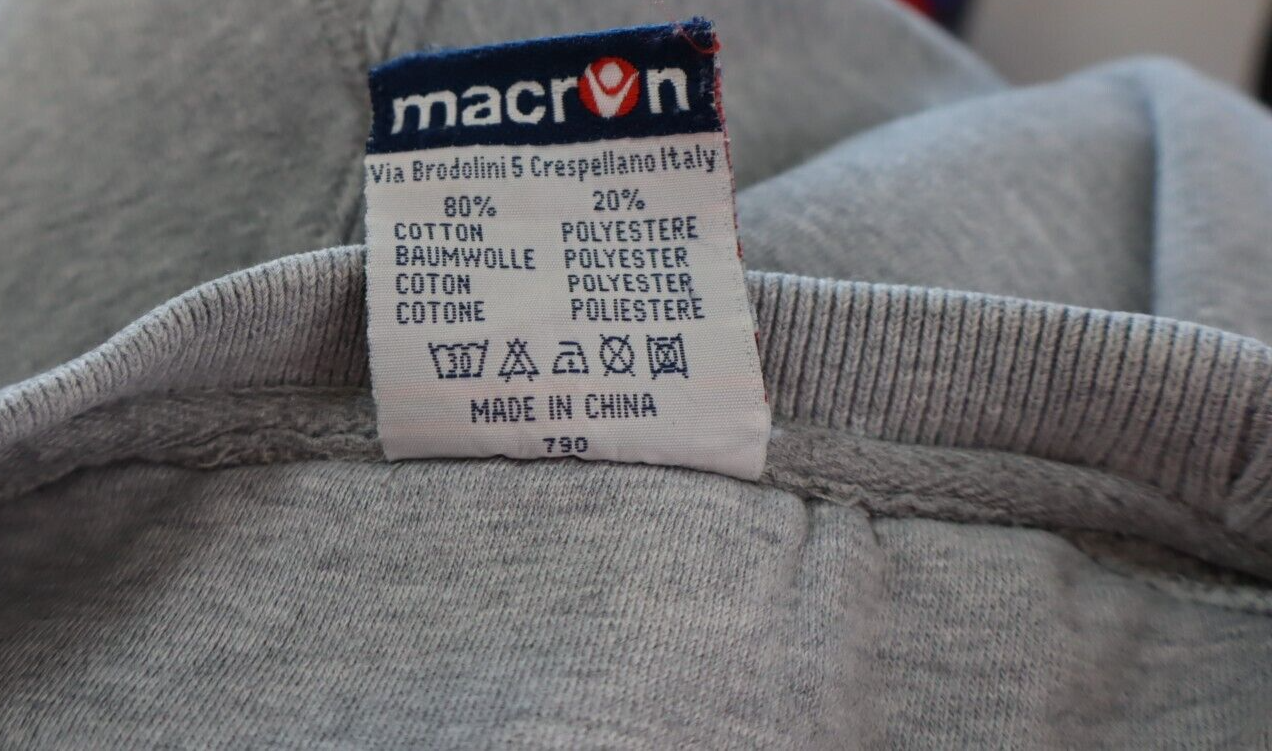 macron
Via Brodolini 5 Crespellano Italy
80% 20%
COTTON POLYESTERE
BAUMWOLLE POLYESTER
COTON POLYESTER
COTONE POLIESTERE
30
MADE IN CHINA
790